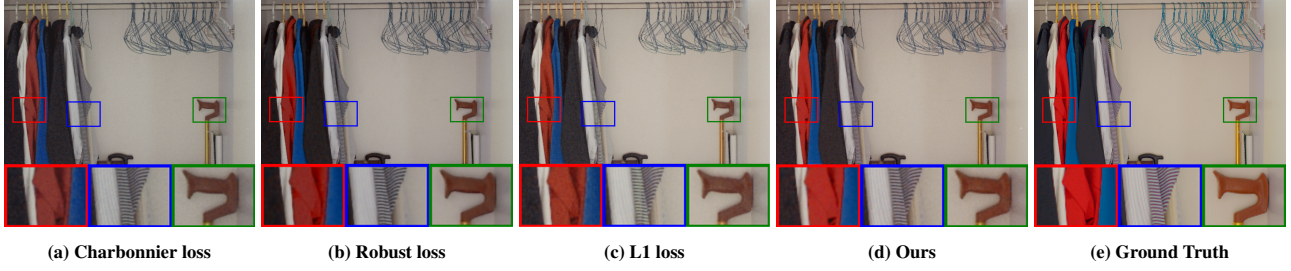 (a) Charbonnier loss
(b) Robust loss
(c) L1 loss
(d) Ours
(e) Ground Truth